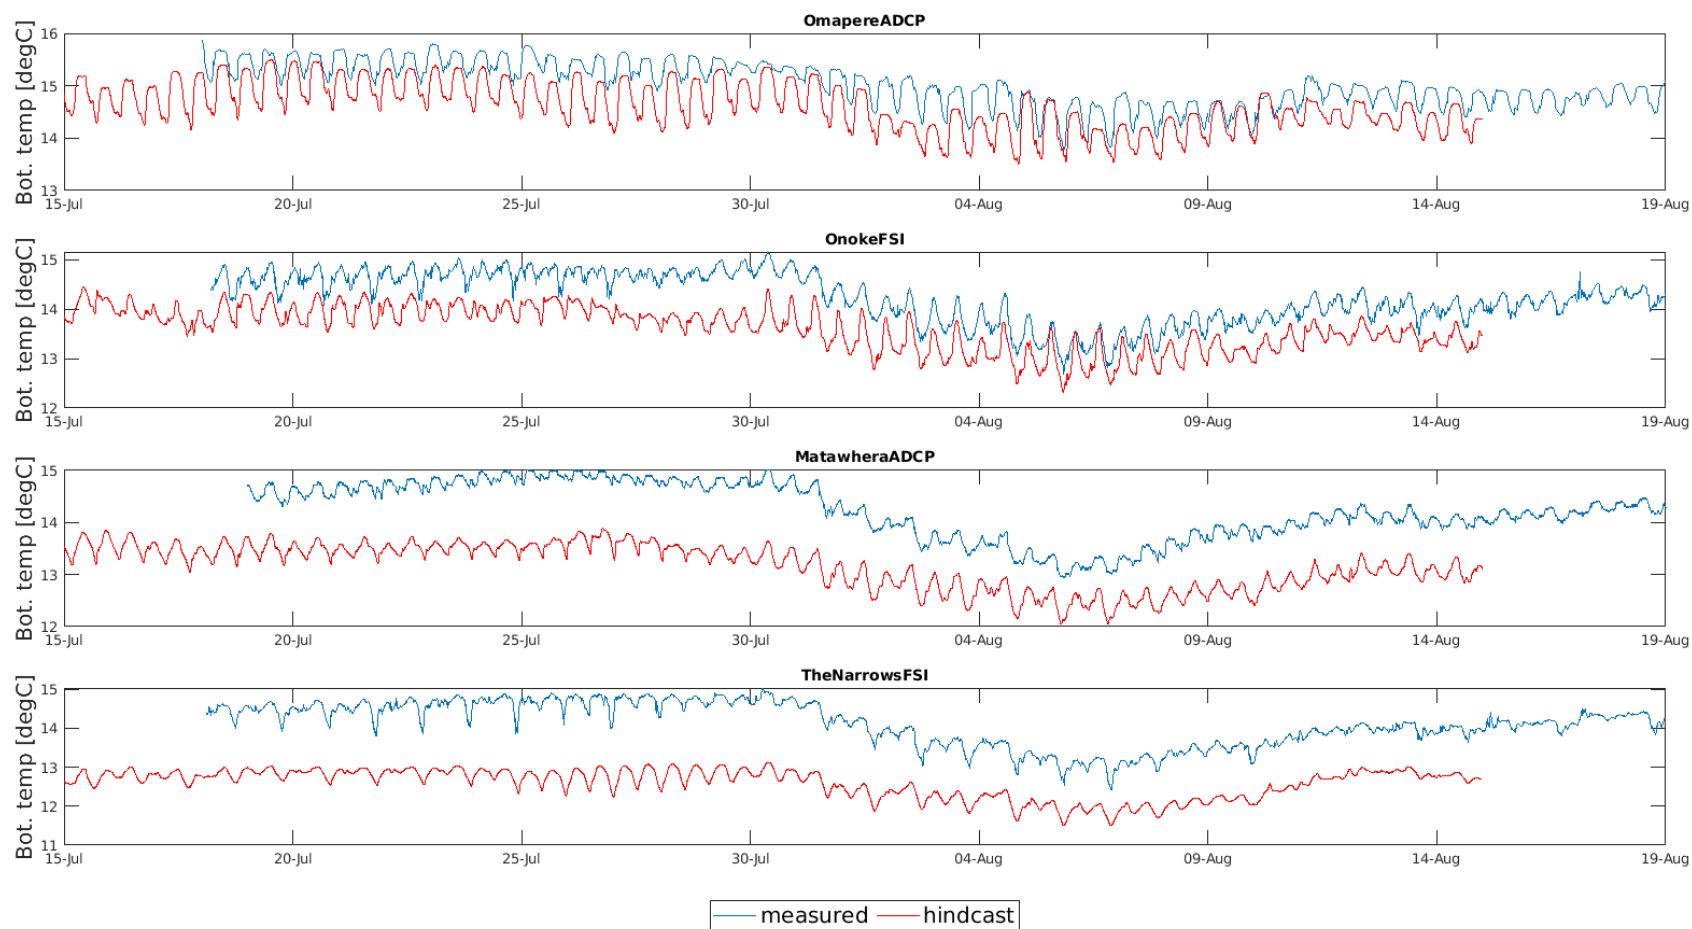 OmapereADCP
Bot. temp [degC]
16
15
14
13
15-Jul 20-Jul 25-Jul 30-Jul 04-Aug 09-Aug 14-Aug 19-Aug
OnokeFSI
Bot. temp [degC]
15
14
13
12
15-Jul 20-Jul 25-Jul 30-Jul 04-Aug 09-Aug 14-Aug 19-Aug
MatawheraADCP
Bot. temp [degC]
15
14
13
12
15-Jul 20-Jul 25-Jul 30-Jul 04-Aug 09-Aug 14-Aug 19-Aug
TheNarrowsFSI
Bot. temp [degC]
15
14
13
12
11
15-Jul 20-Jul 25-Jul 30-Jul 04-Aug 09-Aug 14-Aug 19-Aug
measured hindcast